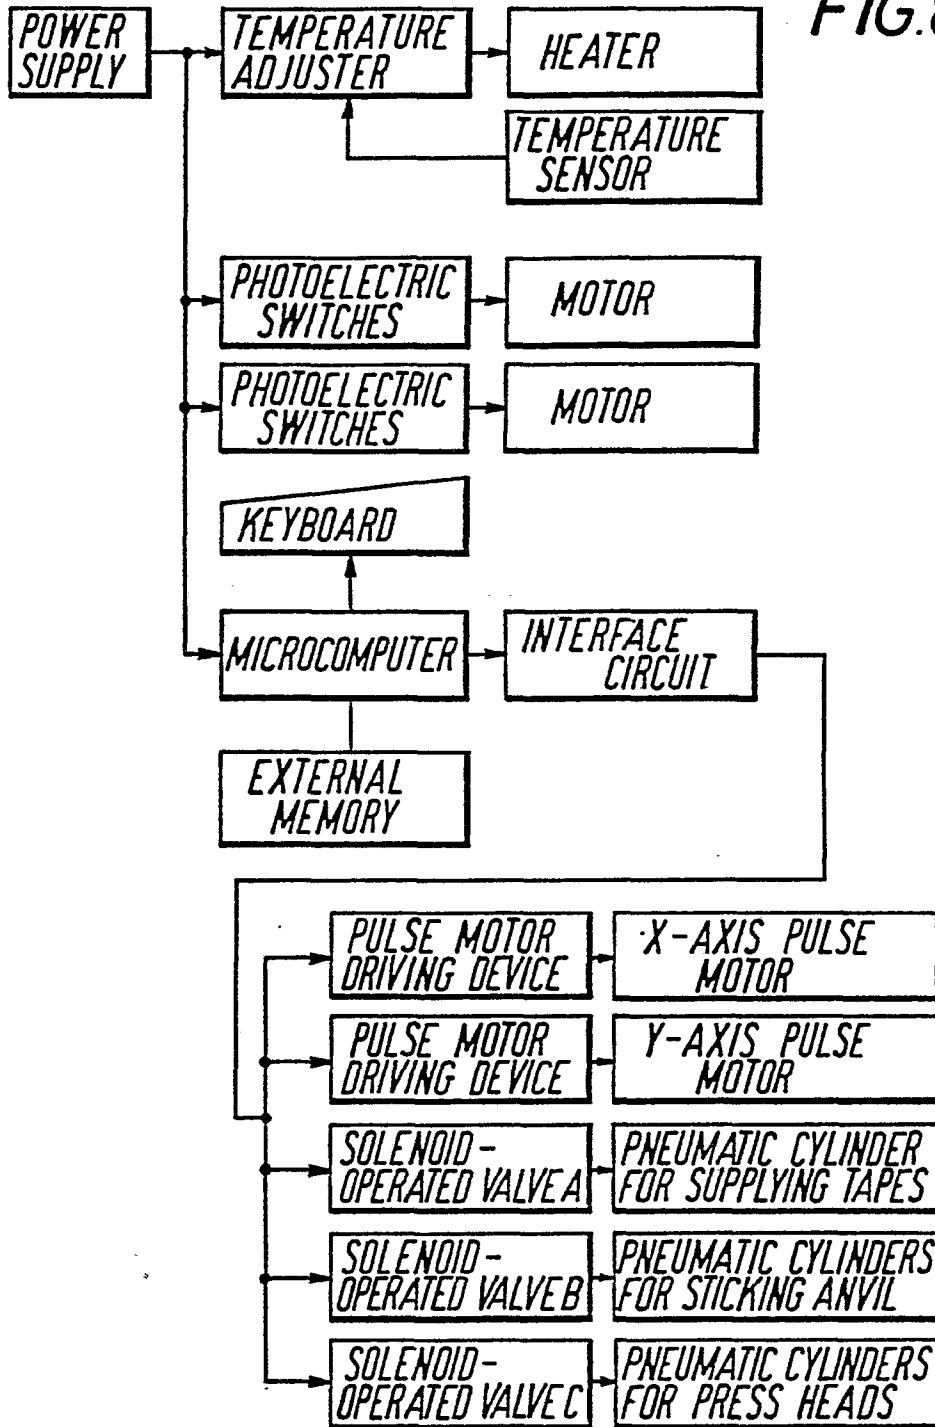 FIG.8
POWER
SUPPLY
TEMPERATURE
ADJUSTER
HEATER
TEMPERATURE
SENSOR
PHOTOELECTRIC
SWITCHES
MOTOR
PHOTOELECTRIC
SWITCHES
MOTOR
KEYBOARD
MICROCOMPUTER
INTERFACE
CIRCUIT
EXTERNAL
MEMORY
PULSE MOTOR
DRIVING DEVICE
X-AXIS PULSE
MOTOR
PULSE MOTOR
DRIVING DEVICE
Y-AXIS PULSE
MOTOR
SOLENOID-
OPERATED VALVE A
PNEUMATIC CYLINDER
FOR SUPPLYING TAPES
SOLENOID-
OPERATED VALVE B
PNEUMATIC CYLINDERS
FOR STICKING ANVIL
SOLENOID-
OPERATED VALVE C
PNEUMATIC CYLINDERS
FOR PRESS HEADS